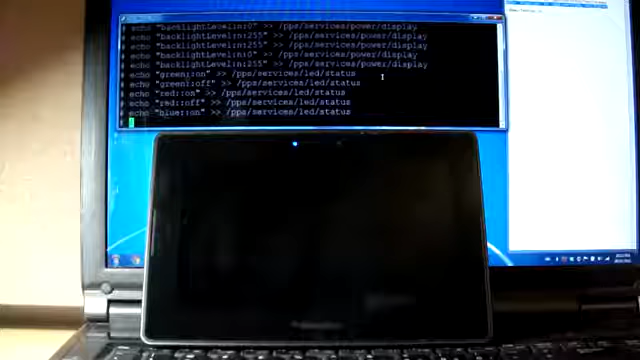 # echo "backlightLevel:n:0" >> /pps/services/power/display
# echo "backlightLevel:n:255" >> /pps/services/power/display
# echo "backlightLevel:n:255" >> /pps/services/power/display
# echo "backlightLevel:n:0" >> /pps/services/power/display
# echo "backlightLevel:n:255" >> /pps/services/power/display
# echo "green::on" >> /pps/services/led/status
# echo "green::off" >> /pps/services/led/status
# echo "red::on" >> /pps/services/led/status
# echo "red::off" >> /pps/services/led/status
# echo "blue::on" >> /pps/services/led/status
#